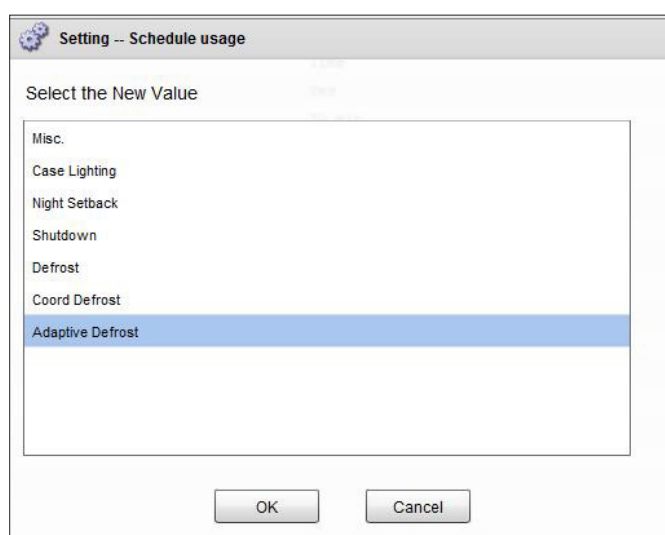 Setting -- Schedule usage
Select the New Value
Misc.
Case Lighting
Night Setback
Shutdown
Defrost
Coord Defrost
Adaptive Defrost
OK
Cancel